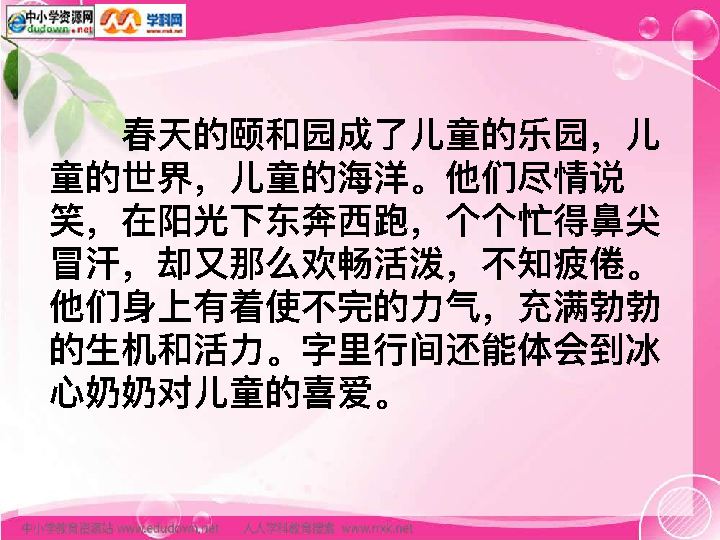 中小学资源网
edudown.net
学科网
www.nxk.net
春天的颐和园成了儿童的乐园，儿
童的世界，儿童的海洋。他们尽情说
笑，在阳光下东奔西跑，个个忙得鼻尖
冒汗，却又那么欢畅活泼，不知疲倦。
他们身上有着使不完的力气，充满勃勃
的生机和活力。字里行间还能体会到冰
心奶奶对儿童的喜爱。
中小学教育资源站 www.edudown.net 人人学科教育搜索 www.rrxk.net